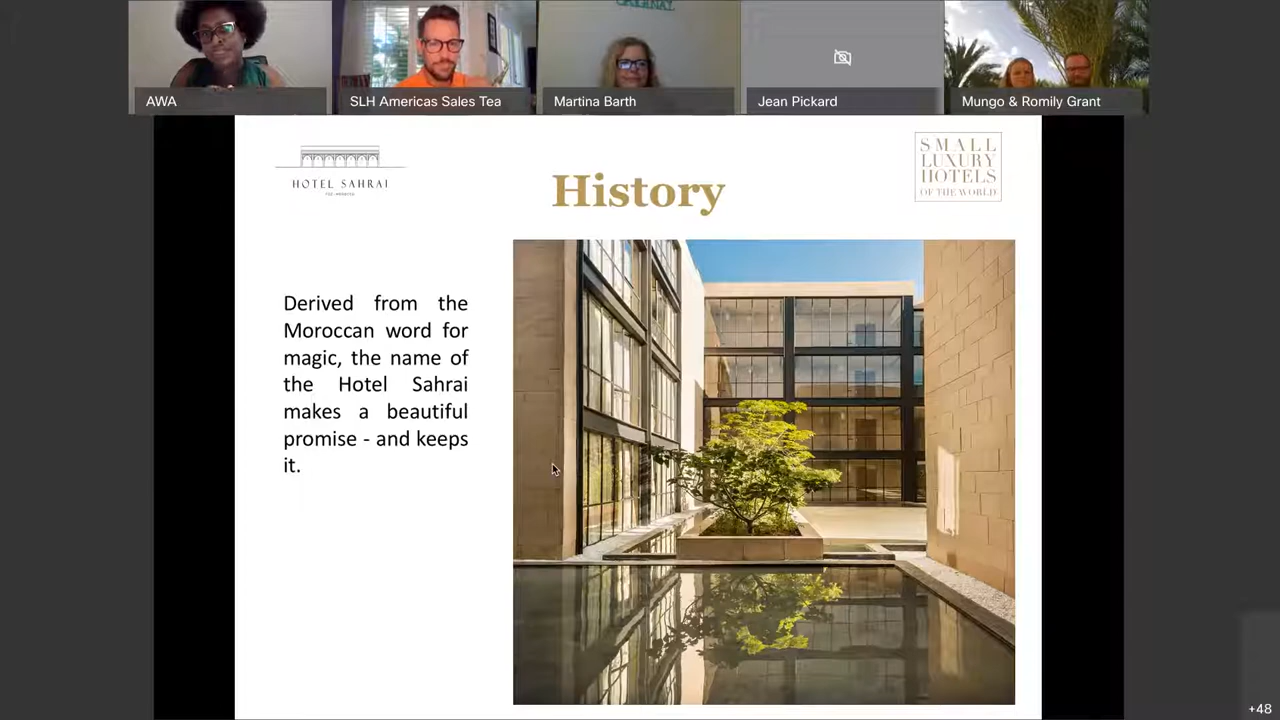 AWA
SLH Americas Sales Tea
Martina Barth
Jean Pickard
Mungo & Romily Grant
HOTEL SAHRAI
SMALL
LUXURY
HOTELS
OF THE WORLD
History
Derived from the
Moroccan word for
magic, the name of
the Hotel Sahrai
makes a beautiful
promise - and keeps
it.
+48